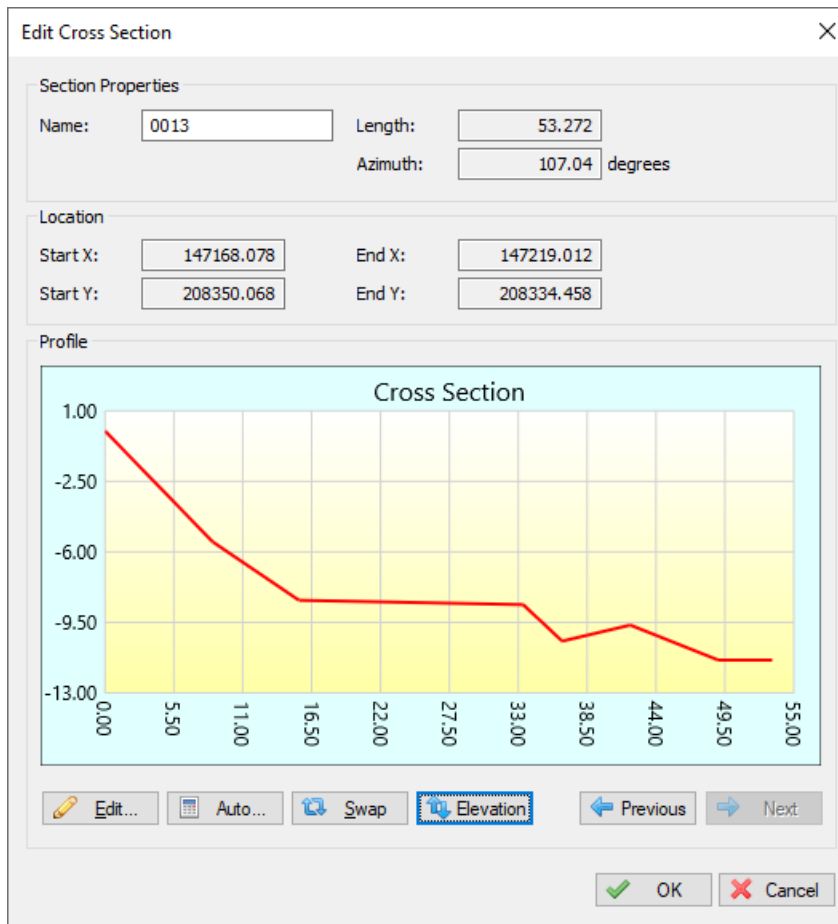 Edit Cross Section
Section Properties
Name: 0013 Length: 53.272
Azimuth: 107.04 degrees
Location
Start X: 147168.078 End X: 147219.012
Start Y: 208350.068 End Y: 208334.458
Profile
Cross Section
1.00
-2.50
-6.00
-9.50
-13.00
0.00 5.50 11.00 16.50 22.00 27.50 33.00 38.50 44.00 49.50 55.00
Edit... Auto... Swap Elevation Previous Next
OK Cancel